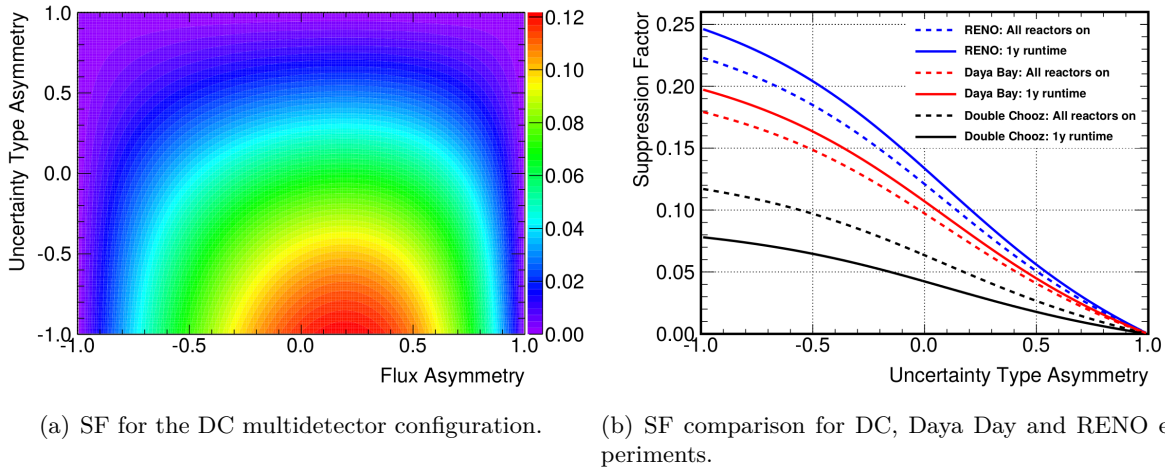 1.0
0.5
0.0
-0.5
-1.0
Uncertainty Type Asymmetry
-1.0 -0.5 0.0 0.5 1.0
Flux Asymmetry
0.12
0.10
0.08
0.06
0.04
0.02
0.00
(a) SF for the DC multidetector configuration.
0.25
0.20
0.15
0.10
0.05
0.00
Suppression Factor
RENO: All reactors on
RENO: 1y runtime
Daya Bay: All reactors on
Daya Bay: 1y runtime
Double Chooz: All reactors on
Double Chooz: 1y runtime
-1.0 -0.5 0.0 0.5 1.0
Uncertainty Type Asymmetry
(b) SF comparison for DC, Daya Day and RENO e
periments.